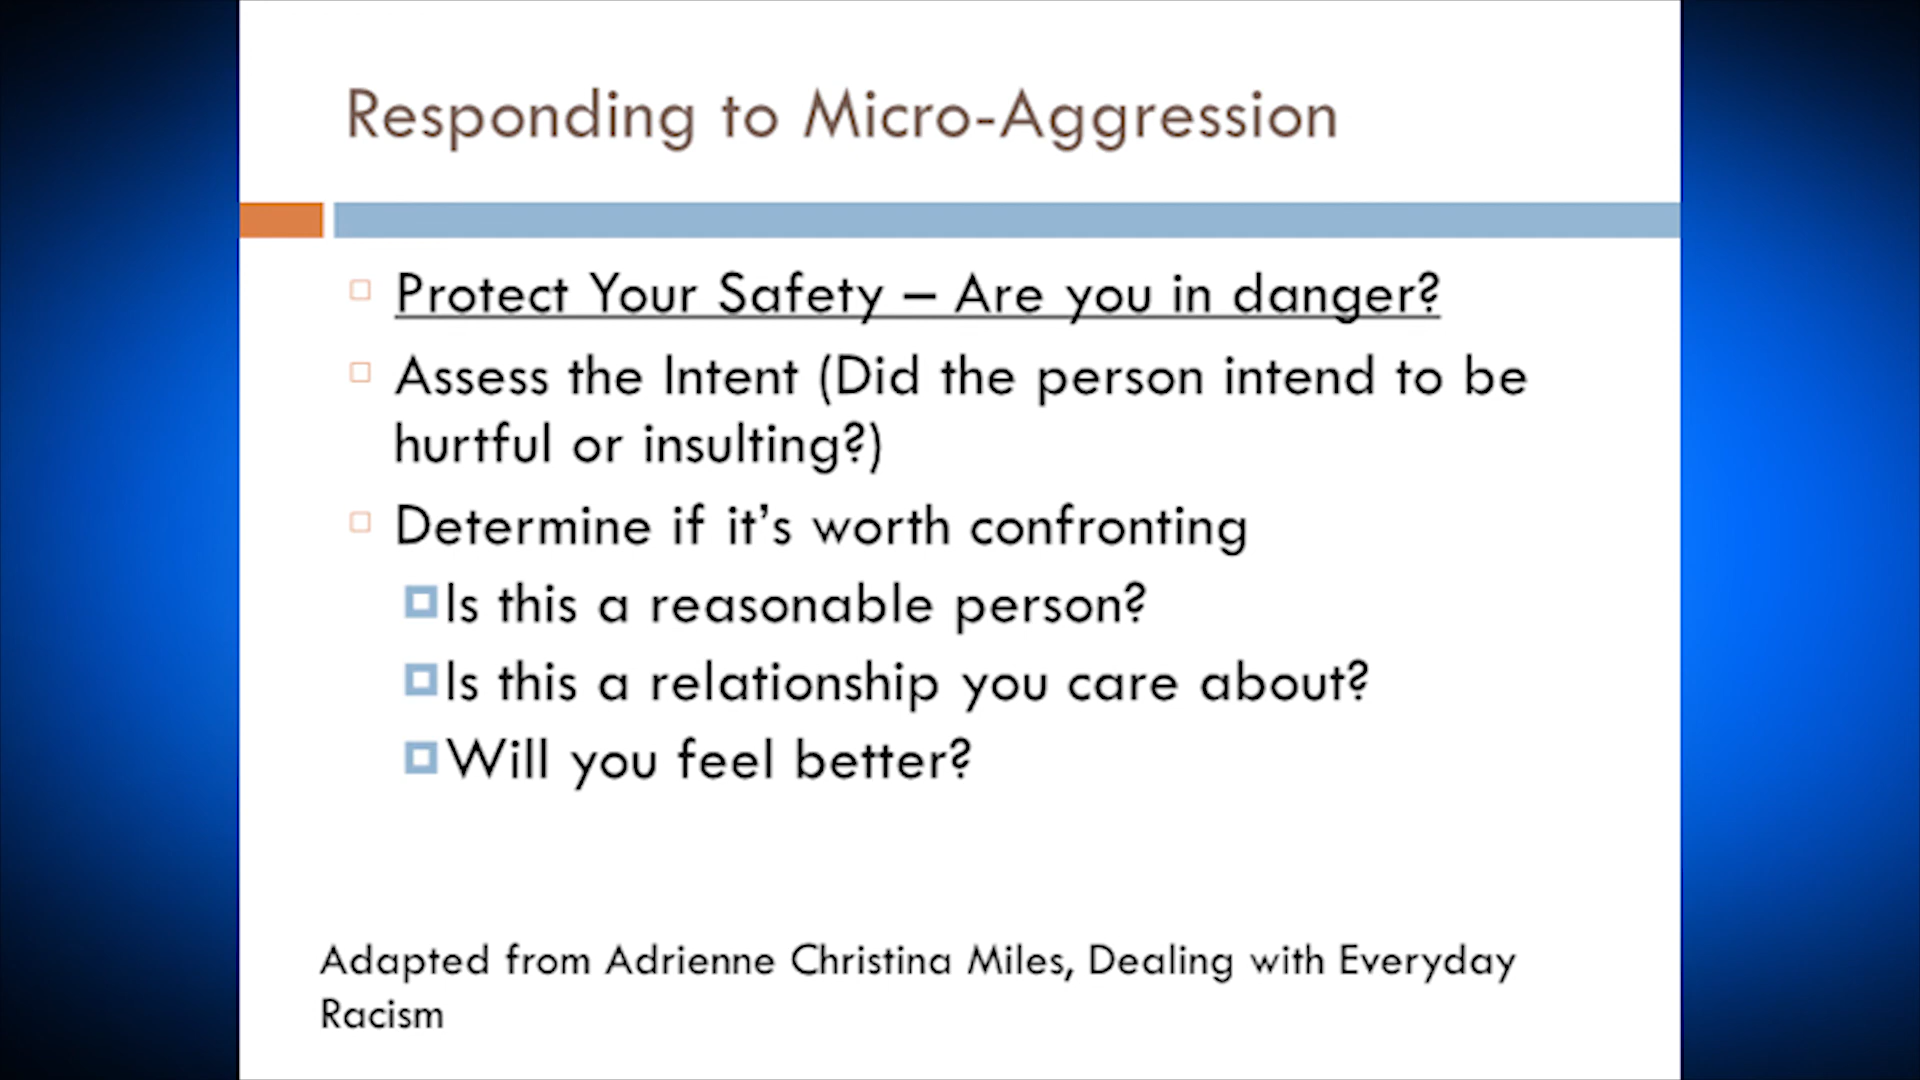 Responding to Micro-Aggression
Protect Your Safety – Are you in danger?
Assess the Intent (Did the person intend to be
hurtful or insulting?)
Determine if it’s worth confronting
Is this a reasonable person?
Is this a relationship you care about?
Will you feel better?
Adapted from Adrienne Christina Miles, Dealing with Everyday
Racism